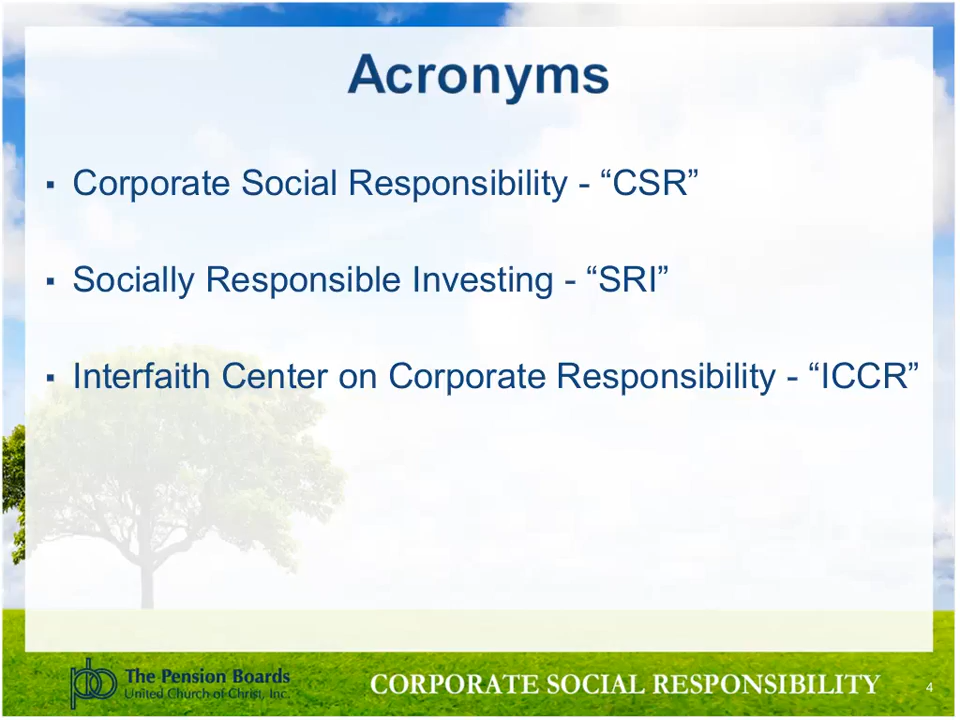 Acronyms
▪ Corporate Social Responsibility - “CSR”
▪ Socially Responsible Investing - “SRI”
▪ Interfaith Center on Corporate Responsibility - “ICCR”
The Pension Boards
United Church of Christ, Inc.
CORPORATE SOCIAL RESPONSIBILITY
4